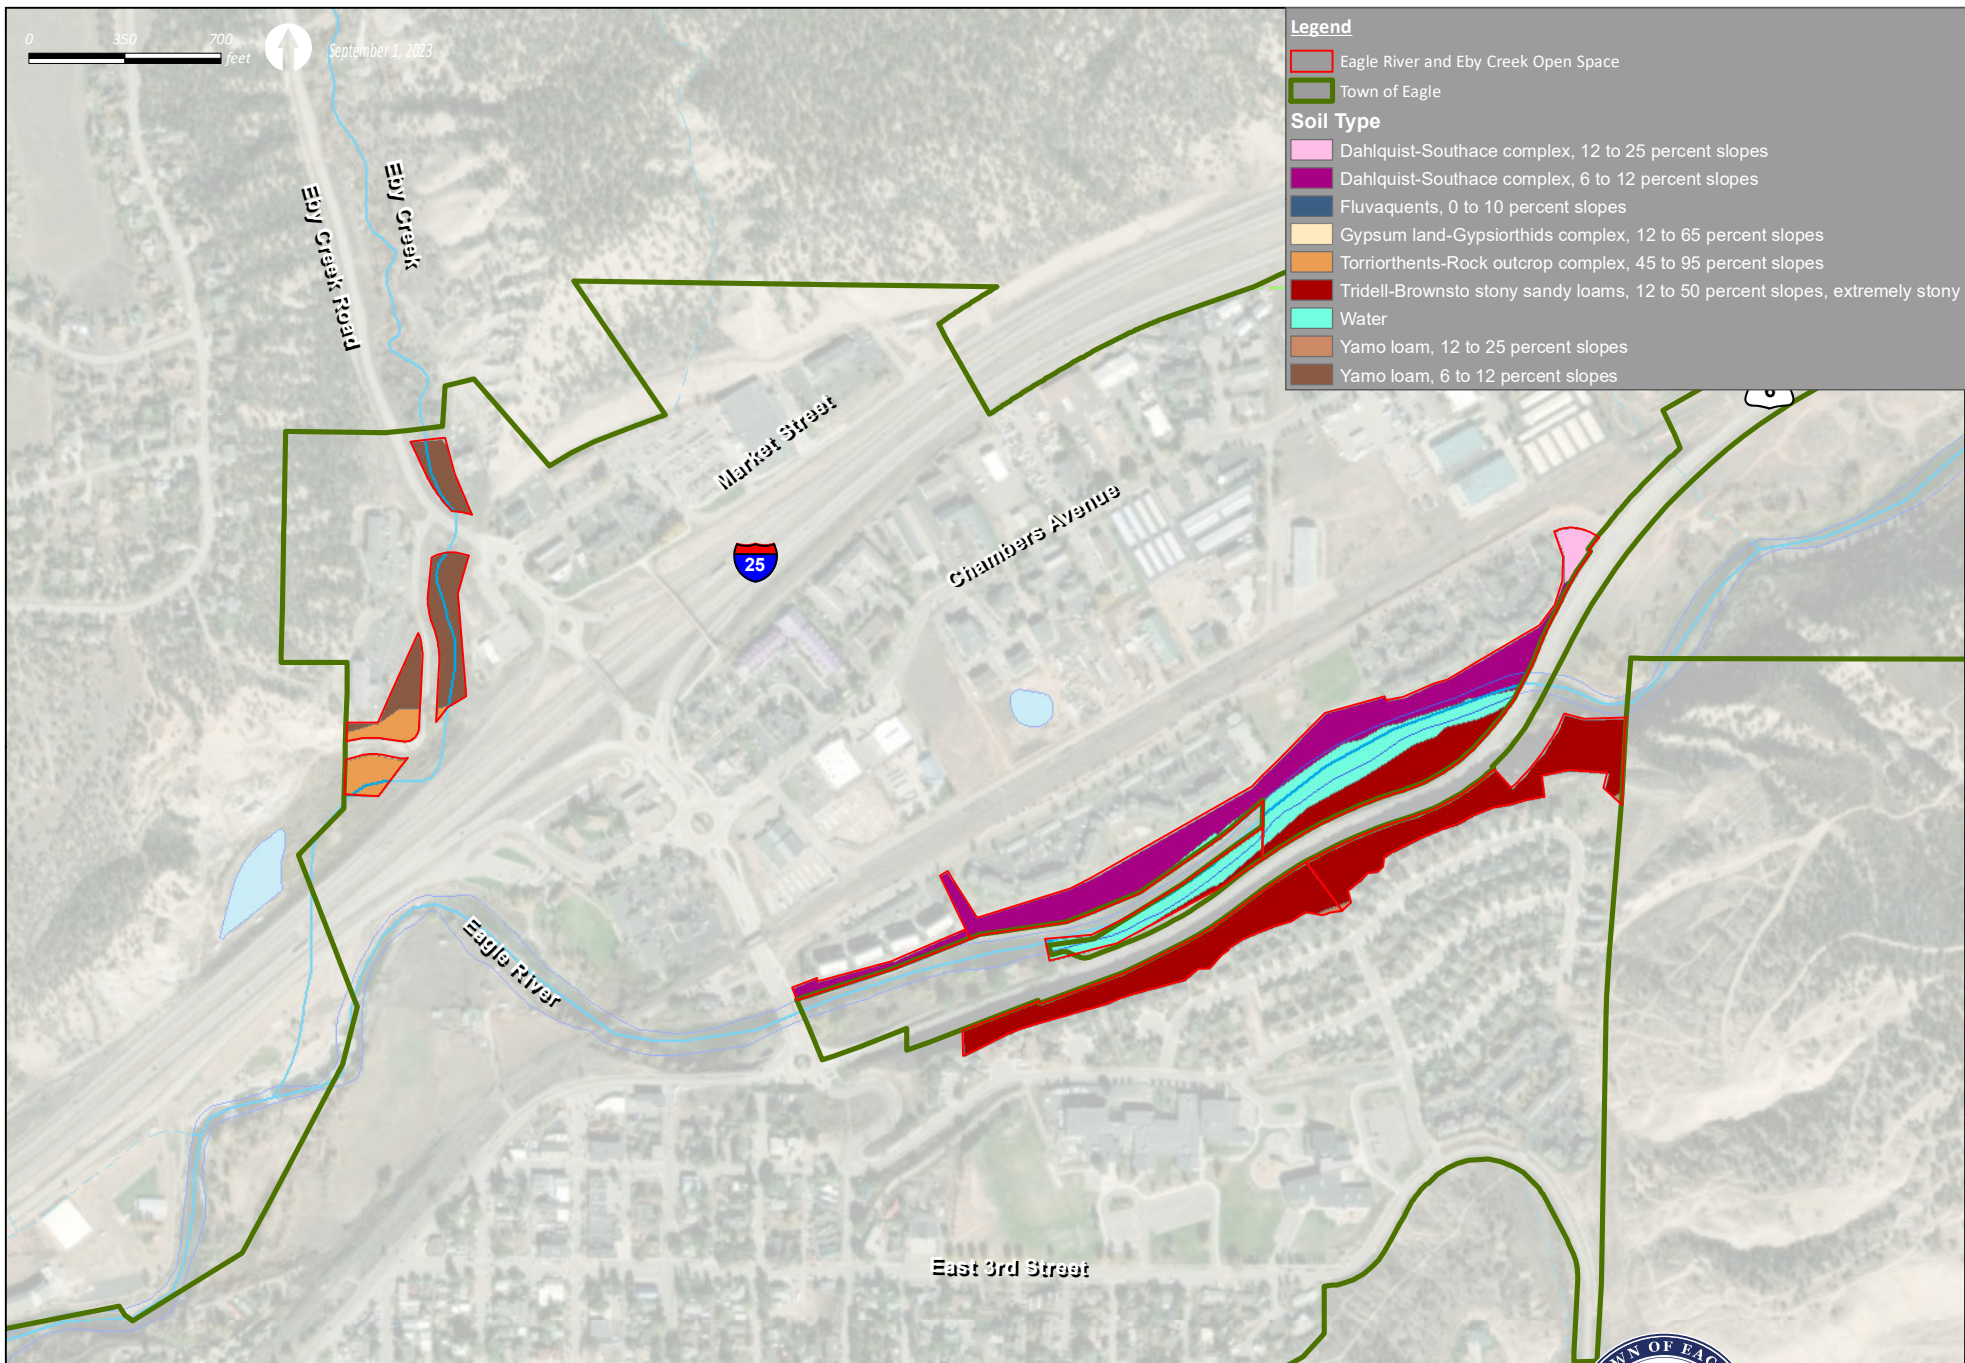 0 350 700
feet
September 1, 2023
Legend
Eagle River and Eby Creek Open Space
Town of Eagle
Soil Type
Dahlquist-Southace complex, 12 to 25 percent slopes
Dahlquist-Southace complex, 6 to 12 percent slopes
Fluvaquents, 0 to 10 percent slopes
Gypsum land-Gypsiorthids complex, 12 to 65 percent slopes
Torriorthents-Rock outcrop complex, 45 to 95 percent slopes
Tridell-Brownsto stony sandy loams, 12 to 50 percent slopes, extremely stony
Water
Yamo loam, 12 to 25 percent slopes
Yamo loam, 6 to 12 percent slopes
6
Eby Creek
Eby Creek Road
Market Street
Chambers Avenue
25
Eagle River
East 3rd Street
WN OF EAG